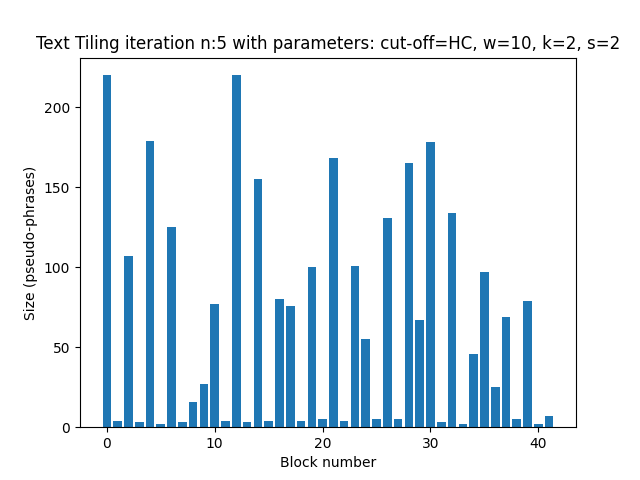 Text Tiling iteration n:5 with parameters: cut-off=HC, w=10, k=2, s=2
200
150
100
50
0
Size (pseudo-phrases)
0 10 20 30 40
Block number